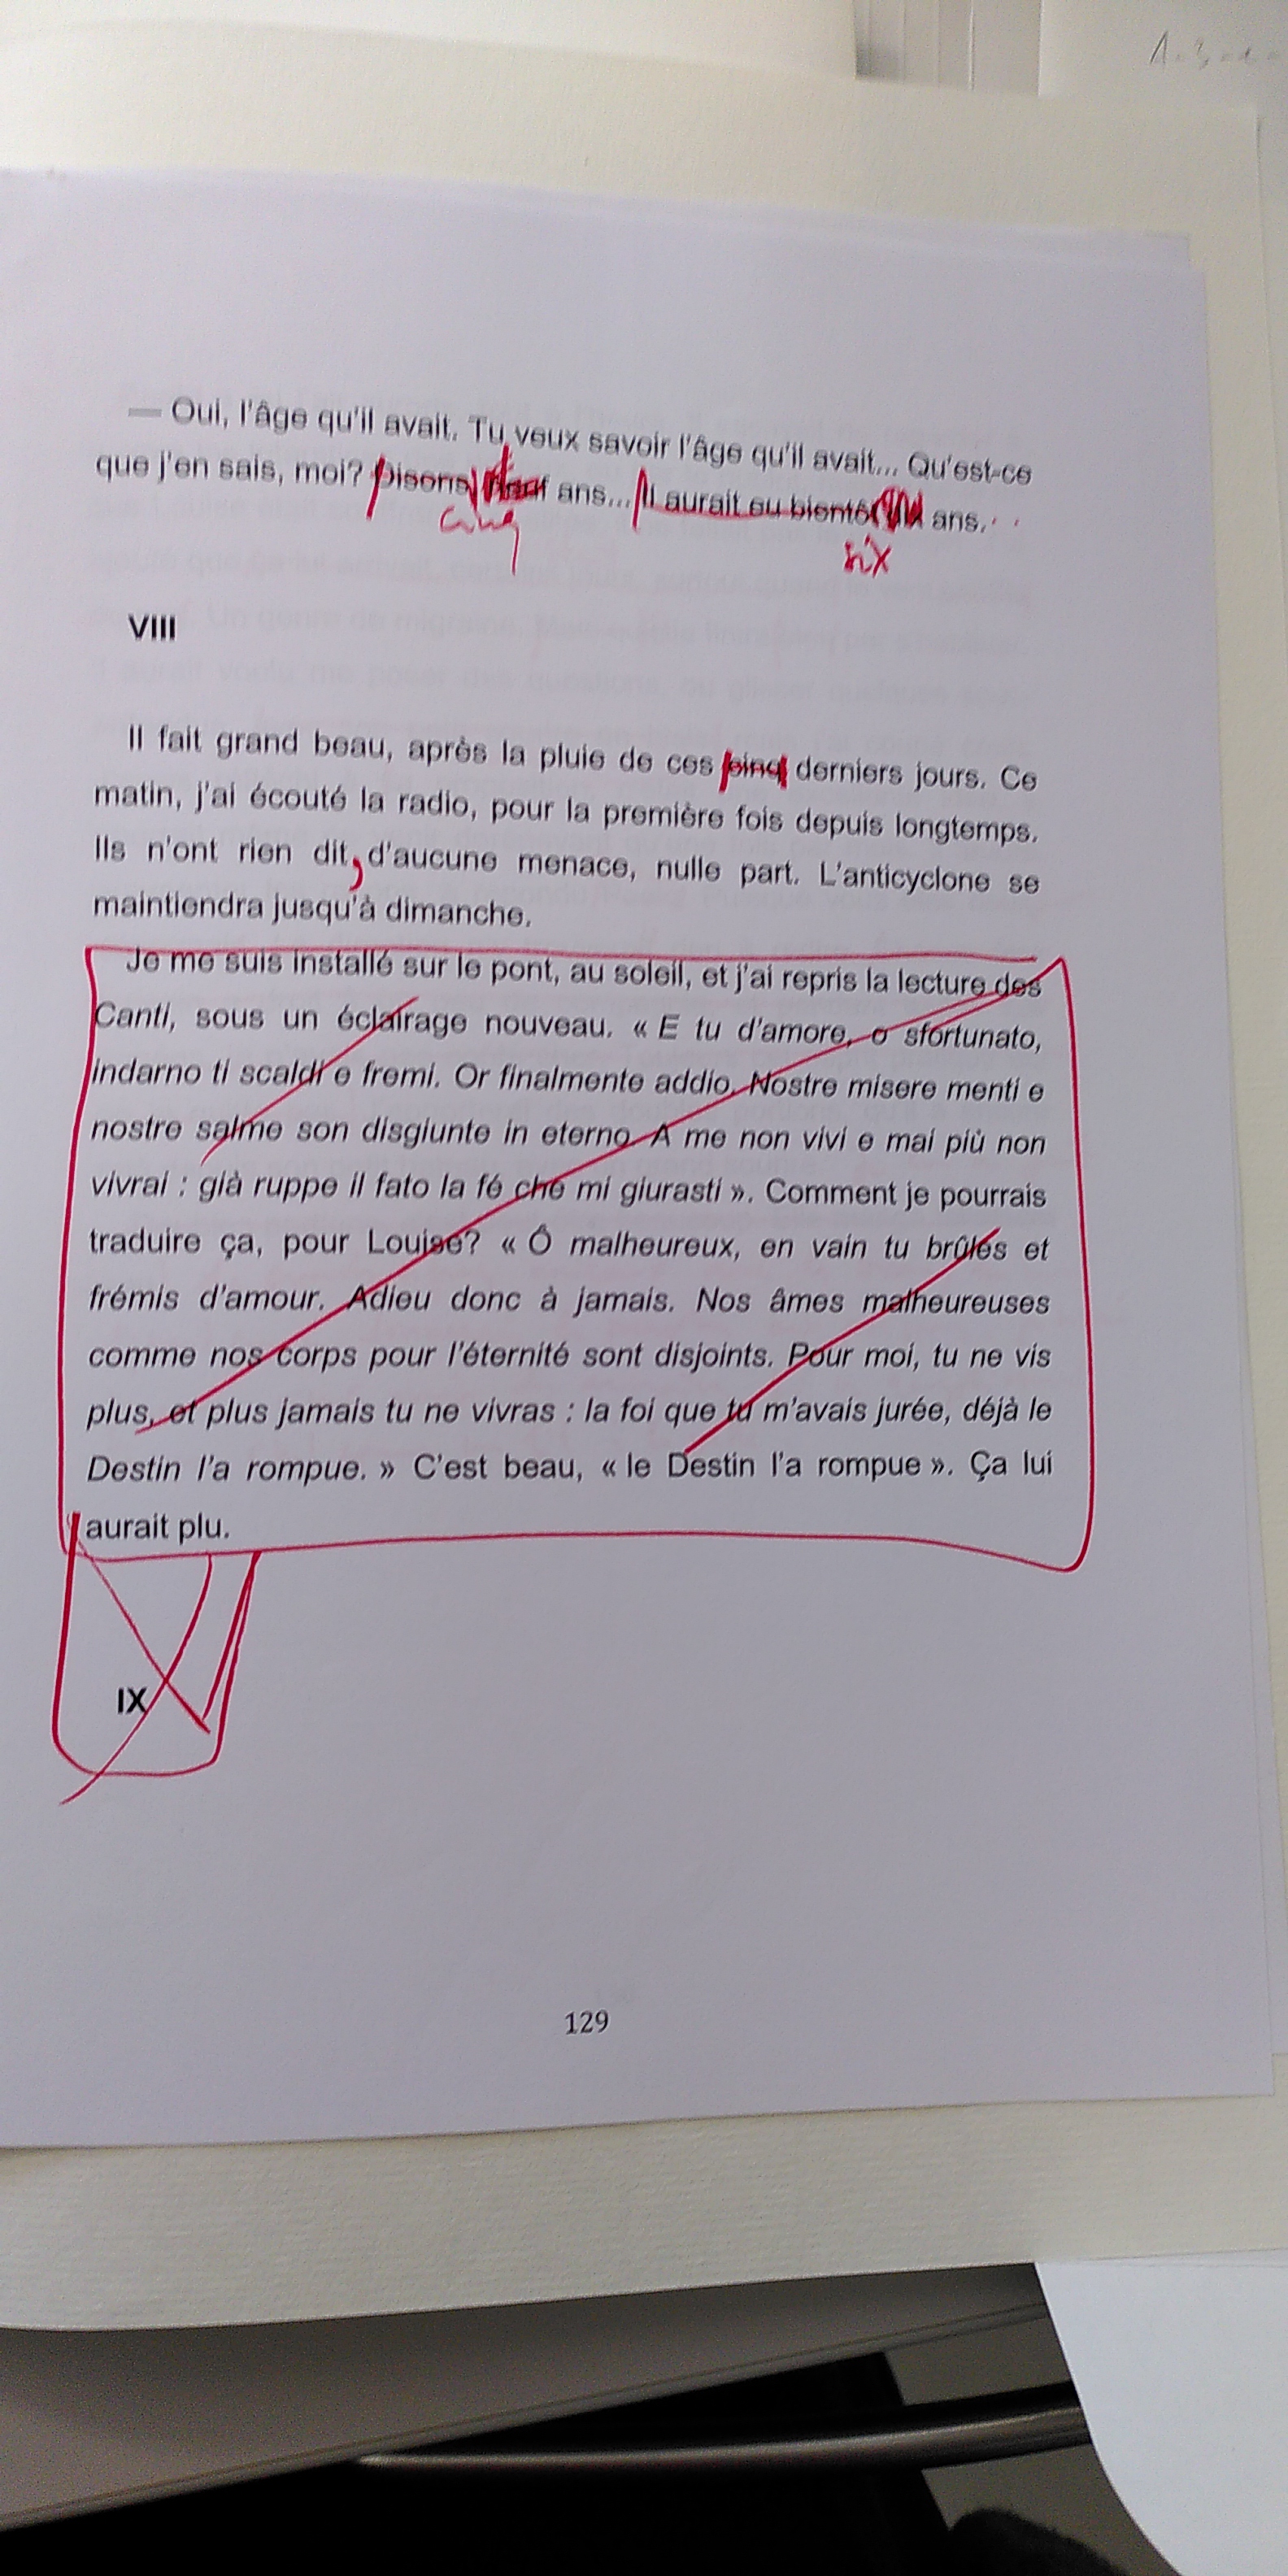 — Oui, l'âge qu'il avait. Tu veux savoir l'âge qu'il avait... Qu'est-ce
que j'en sais, moi? Disons neuf ans... Il aurait eu bientôt ans...
cinq
six
VIII
Il fait grand beau, après la pluie de ces cinq derniers jours. Ce
matin, j'ai écouté la radio, pour la première fois depuis longtemps.
Ils n'ont rien dit, d'aucune menace, nulle part. L'anticyclone se
maintiendra jusqu'à dimanche.
Je me suis installé sur le pont, au soleil, et j'ai repris la lecture des
Canti, sous un éclairage nouveau. « E tu d'amore, o sfortunato,
indarno ti scaldi e fremi. Or finalmente addio. Nostre misere menti e
nostre salme son disgiunte in eterno. A me non vivi e mai più non
vivrai : già ruppe il fato la fé che mi giurasti ». Comment je pourrais
traduire ça, pour Louise? « Ô malheureux, en vain tu brûles et
frémis d'amour. Adieu donc à jamais. Nos âmes malheureuses
comme nos corps pour l'éternité sont disjoints. Pour moi, tu ne vis
plus, et plus jamais tu ne vivras : la foi que tu m'avais jurée, déjà le
Destin l'a rompue. » C'est beau, « le Destin l'a rompue ». Ça lui
aurait plu.
IX
129